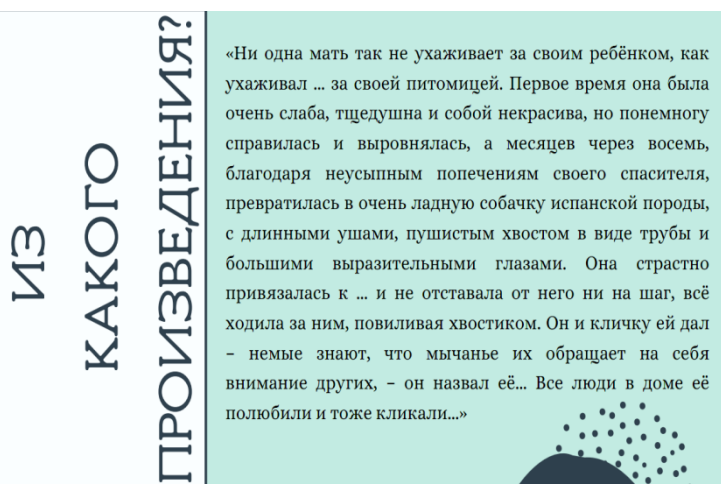 ИЗ
КАКОГО
ПРОИЗВЕДЕНИЯ?
«Ни одна мать так не ухаживает за своим ребёнком, как
ухаживал ... за своей питомицей. Первое время она была
очень слаба, тщедушна и собой некрасива, но понемногу
справилась и выровнялась, а месяцев через восемь,
благодаря неусыпным попечениям своего спасителя,
превратилась в очень ладную собачку испанской породы,
с длинными ушами, пушистым хвостом в виде трубы и
большими выразительными глазами. Она страстно
привязалась к ... и не отставала от него ни на шаг, всё
ходила за ним, повиливая хвостиком. Он и кличку ей дал
– немые знают, что мычанье их обращает на себя
внимание других, – он назвал её... Все люди в доме её
полюбили и тоже кликали...»